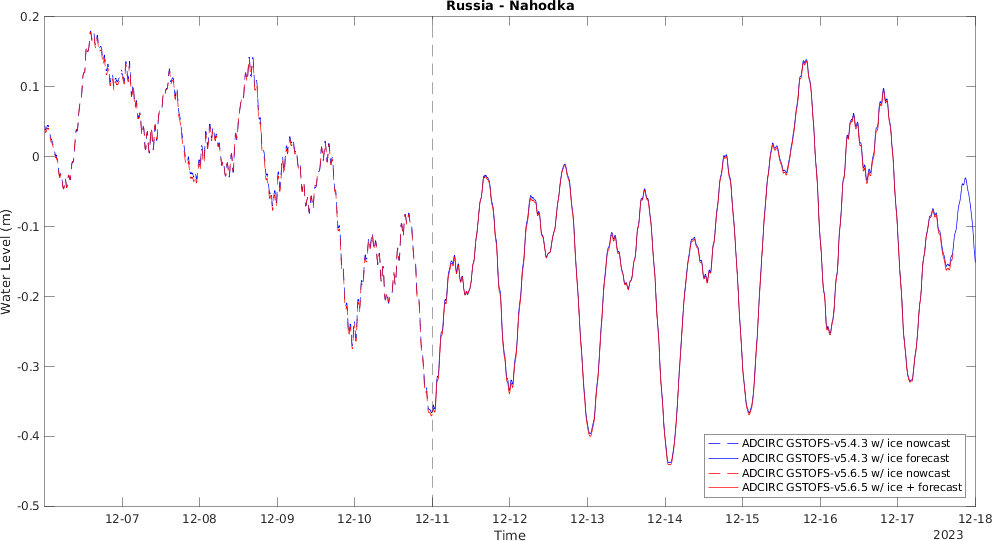 Russia - Nahodka
Water Level (m)
0.2
0.1
0
-0.1
-0.2
-0.3
-0.4
-0.5
ADCIRC GSTOFS-v5.4.3 w/ ice nowcast
ADCIRC GSTOFS-v5.4.3 w/ ice forecast
ADCIRC GSTOFS-v5.6.5 w/ ice nowcast
ADCIRC GSTOFS-v5.6.5 w/ ice + forecast
12-07 12-08 12-09 12-10 12-11 12-12 12-13 12-14 12-15 12-16 12-17 12-18
Time
2023